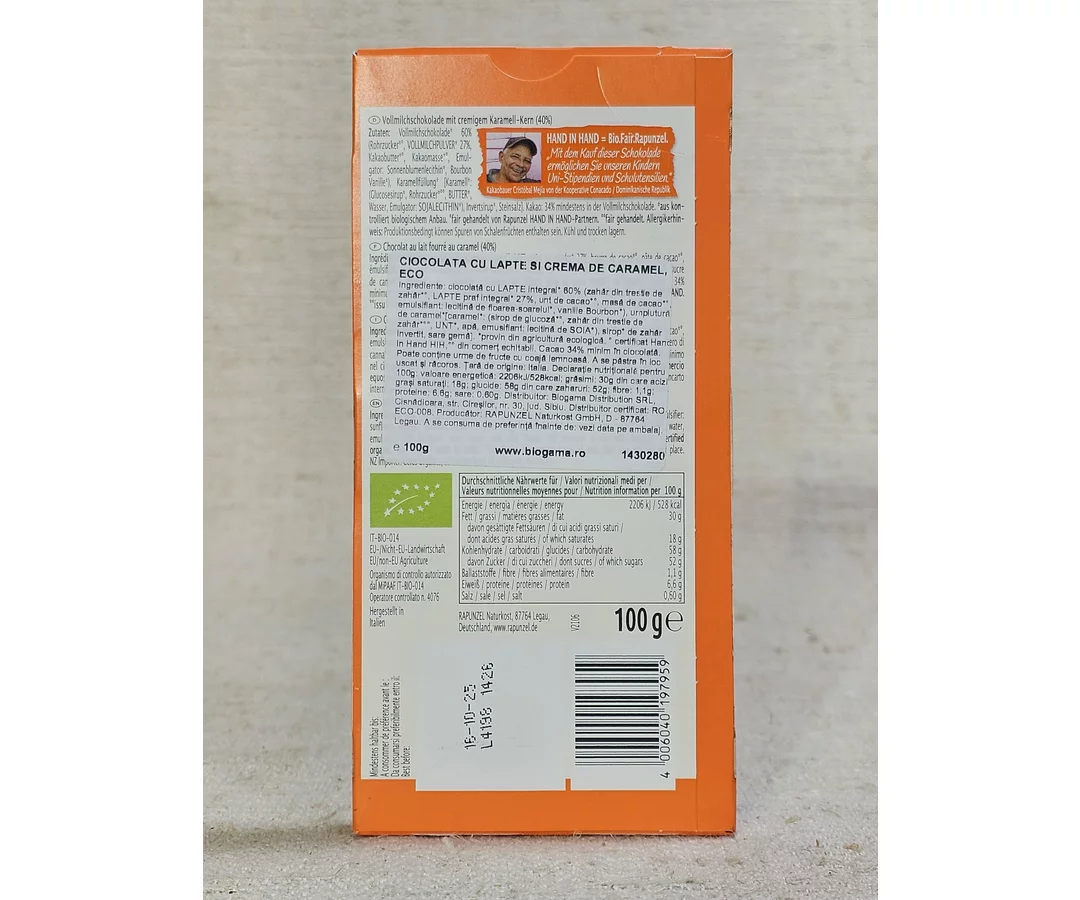 D Vollmilchschokolade mit cremigem Karamell-Kern (40%)
Zutaten: Vollmilchschokolade° 60%
(Rohrzucker°°, VOLLMILCHPULVER° 27%,
Kakaobutter°°, Kakaomasse°°, Emul-
gator: Sonnenblumenlecithin°, Bourbon
Vanille°), Karamellfüllung° [Karamell°:
(Glucosesirup°, Rohrzucker°°, BUTTER°,
HAND IN HAND = Bio.Fair.Rapunzel.
„Mit dem Kauf dieser Schokolade
ermöglichen Sie unseren Kindern
Uni-Stipendien und Schulutensilien."
Kakaobauer Cristóbal Mejía von der Kooperative Conacado / Dominikanische Republik
Wasser, Emulgator: SOJALECITHIN°), Invertsirup°, Steinsalz). Kakao: 34% mindestens in der Vollmilchschokolade. °aus kon-
trolliert biologischem Anbau. °fair gehandelt von Rapunzel HAND IN HAND-Partnern. °°fair gehandelt. Allergikerhin-
weis: Produktionsbedingt können Spuren von Schalenfrüchten enthalten sein. Kühl und trocken lagern.
F Chocolat au lait fourré au caramel (40%)
CIOCOLATA CU LAPTE SI CREMA DE CARAMEL,
ECO
Ingrediente: ciocolată cu LAPTE integral* 60% (zahăr din trestie de
zahăr**, LAPTE praf integral* 27%, unt de cacao**, masă de cacao**,
emulsifiant: lecitină de floarea-soarelui*, vanilie Bourbon*), umplutură
de caramel*[caramel*: (sirop de glucoză**, zahăr din trestie de
zahăr***, UNT*, apă, emusifiant: lecitină de SOIA*), sirop* de zahăr
invertit, sare gemă]. *provin din agricultură ecologică. * certificat Hand
in Hand HIH,** din comerț echitabil. Cacao 34% minim în ciocolată.
Poate conține urme de fructe cu coajă lemnoasă. A se păstra în loc
uscat și răcoros. Țara de origine: Italia. Declarație nutrițională pentru
100g: valoare energetică: 2206kJ/528kcal; grăsimi: 30g din care acizi
grași saturați: 18g; glucide: 58g din care zaharuri: 52g; fibre: 1,1g;
proteine: 6,6g; sare: 0,60g. Distribuitor: Biogama Distribution SRL,
Cisnădioara, str. Cireșilor, nr. 30, jud. Sibiu. Distribuitor certificat: RO
ECO-008. Producător: RAPUNZEL Naturkost GmbH, D - 87764
Legau. A se consuma de preferință înainte de: vezi data pe ambalaj.
e 100g www.biogama.ro 1430280
Durchschnittliche Nährwerte für / Valori nutrizionali medi per /
Valeurs nutritionnelles moyennes pour / Nutrition information per 100 g
Energie / energia / énergie / energy 2206 kJ / 528 kcal
Fett / grassi / matières grasses / fat 30 g
davon gesättigte Fettsäuren / di cui acidi grassi saturi /
dont acides gras saturés / of which saturates 18 g
Kohlenhydrate / carboidrati / glucides / carbohydrate 58 g
davon Zucker / di cui zuccheri / dont sucres / of which sugars 52 g
Ballaststoffe / fibre / fibres alimentaires / fibre 1,1 g
Eiweiß / proteine / protéines / protein 6,6 g
Salz / sale / sel / salt 0,60 g
IT-BIO-014
EU-/Nicht-EU-Landwirtschaft
EU/non-EU Agriculture
Organismo di controllo autorizzato
dal MiPAAF IT-BIO-014
Operatore controllato n. 4076
Hergestellt in
Italien
RAPUNZEL Naturkost, 87764 Legau,
Deutschland, www.rapunzel.de
V2106
100 g e
Mindestens haltbar bis:
A consommer de préférence avant le :
Da consumarsi preferibilmente entro il:
Best before:
16-10-25
L4198 1426
4 006040 197959